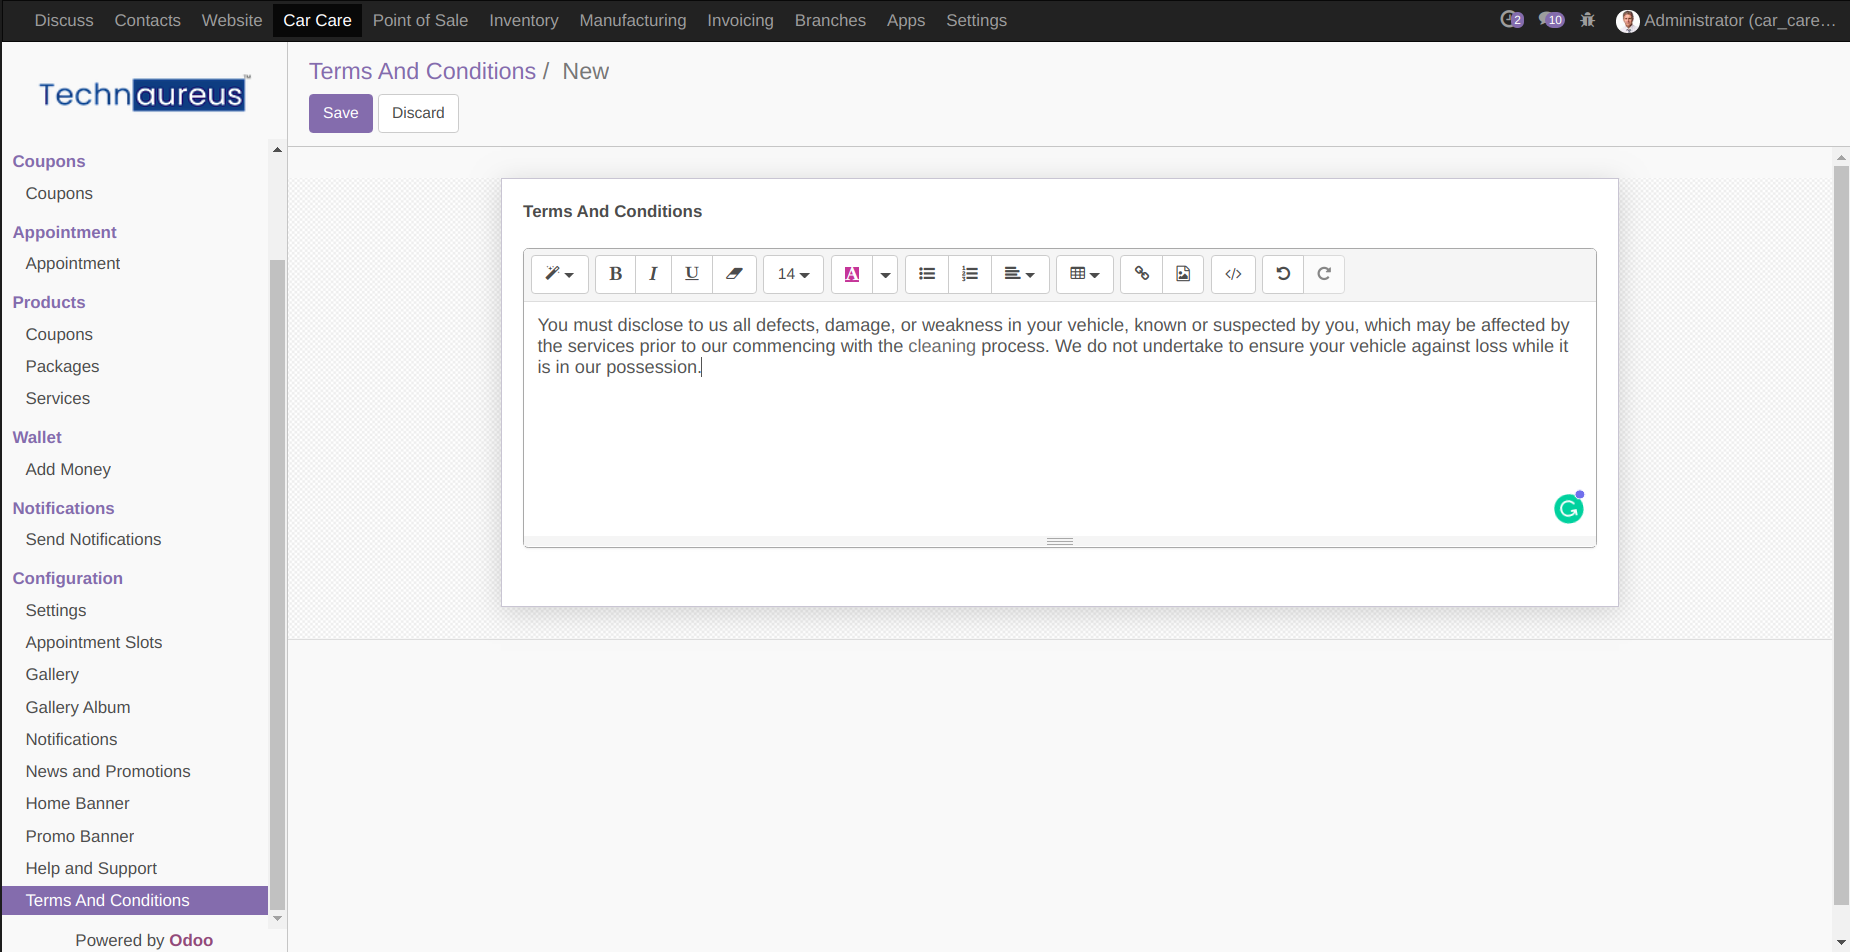 Discuss Contacts Website Car Care Point of Sale Inventory Manufacturing Invoicing Branches Apps Settings 2 10 Administrator (car_care…
Technaureus™
Coupons
Coupons
Appointment
Appointment
Products
Coupons
Packages
Services
Wallet
Add Money
Notifications
Send Notifications
Configuration
Settings
Appointment Slots
Gallery
Gallery Album
Notifications
News and Promotions
Home Banner
Promo Banner
Help and Support
Terms And Conditions
Powered by Odoo
Terms And Conditions / New
Save Discard
Terms And Conditions
B I U 14 A
You must disclose to us all defects, damage, or weakness in your vehicle, known or suspected by you, which may be affected by
the services prior to our commencing with the cleaning process. We do not undertake to ensure your vehicle against loss while it
is in our possession.